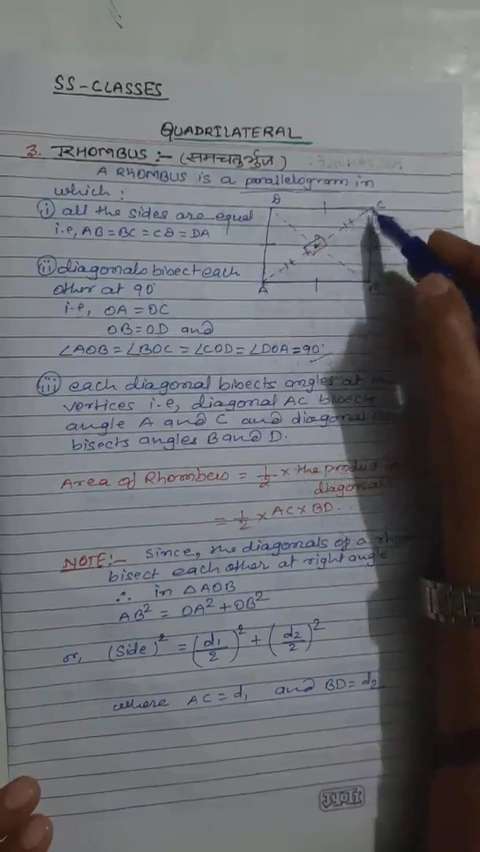 SS-CLASSES
QUADRILATERAL
3. RHOMBUS:- (समचतुर्भुज)
A RHOMBUS is a parallelogram in
which:
(i) all the sides are equal
i.e, AB=BC=CD=DA
D C
O
A
(ii) diagonals bisect each
other at 90
i.e, OA=OC
OB=OD and
∠AOB=∠BOC=∠COD=∠DOA=90°
(iii) each diagonal bibects angles at
vertices i.e, diagonal AC
angle A and C and diagonal
bisects angles B and D.
Area of Rhombus = 1/2 × the product
diagonal
= 1/2 × AC × BD.
NOTE:- Since, the diagonals of a
bisect each other at right angle
∴ in △AOB
AB² = OA² + OB²
or, (Side)² = (d₁/2)² + (d₂/2)²
where AC=d₁ and BD=d₂